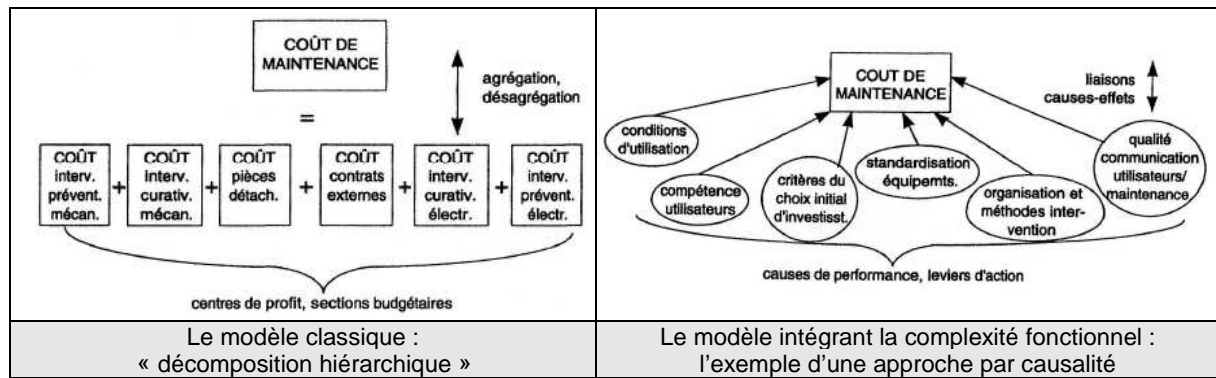 COÛT DE
MAINTENANCE
agrégation,
désagrégation
=
COÛT
interv.
prévent.
mécan.
+
COÛT
interv.
curativ.
mécan.
+
COÛT
pièces
détach.
+
COÛT
contrats
externes
+
COÛT
interv.
curativ.
électr.
+
COÛT
interv.
prévent.
électr.
centres de profit, sections budgétaires
COUT DE
MAINTENANCE
liaisons
causes-effets
conditions
d'utilisation
compétence
utilisateurs
critères du
choix initial
d'investisst.
standardisation
équipemts.
organisation et
méthodes inter-
vention
qualité
communication
utilisateurs/
maintenance
causes de performance, leviers d'action
Le modèle classique :
« décomposition hiérarchique »
Le modèle intégrant la complexité fonctionnel :
l'exemple d'une approche par causalité